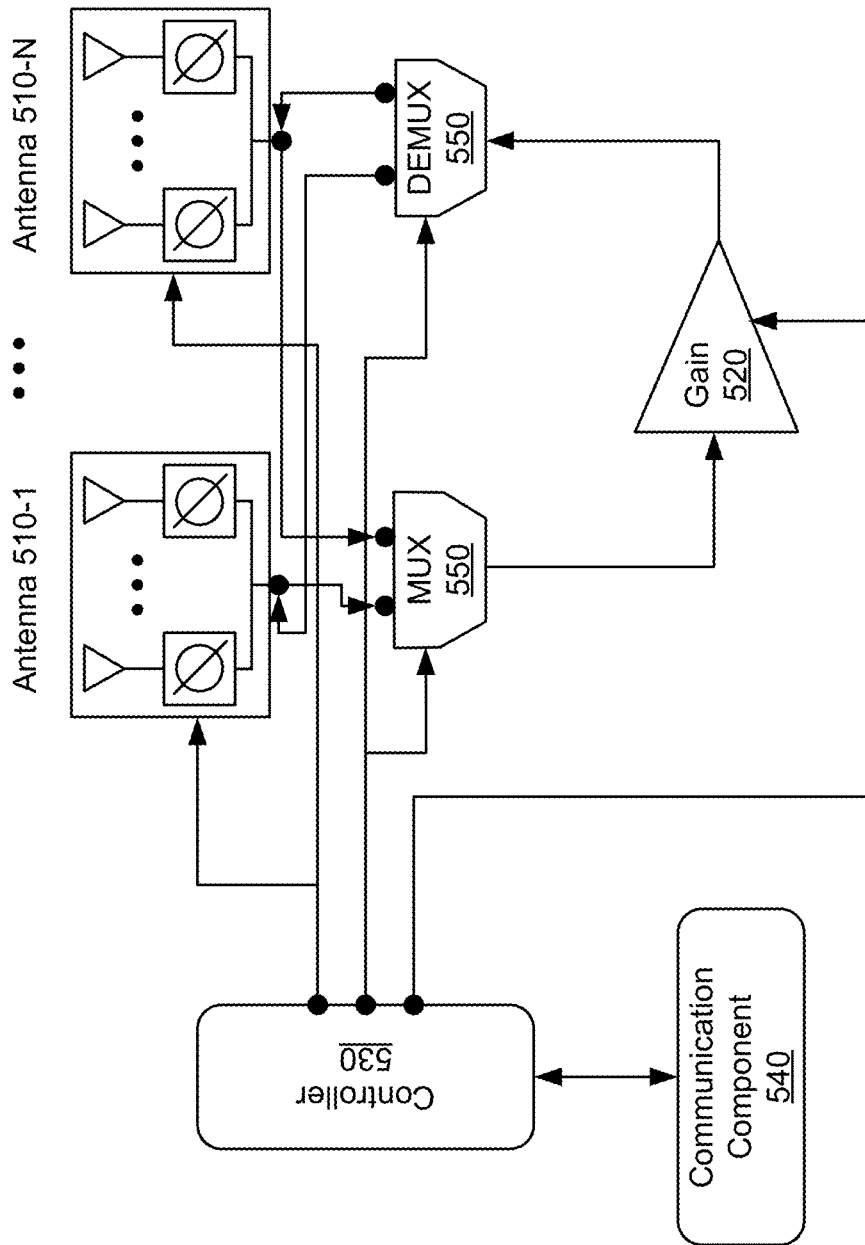 Antenna 510-1
Antenna 510-N
Controller
530
MUX
550
DEMUX
550
Gain
520
Communication
Component
540